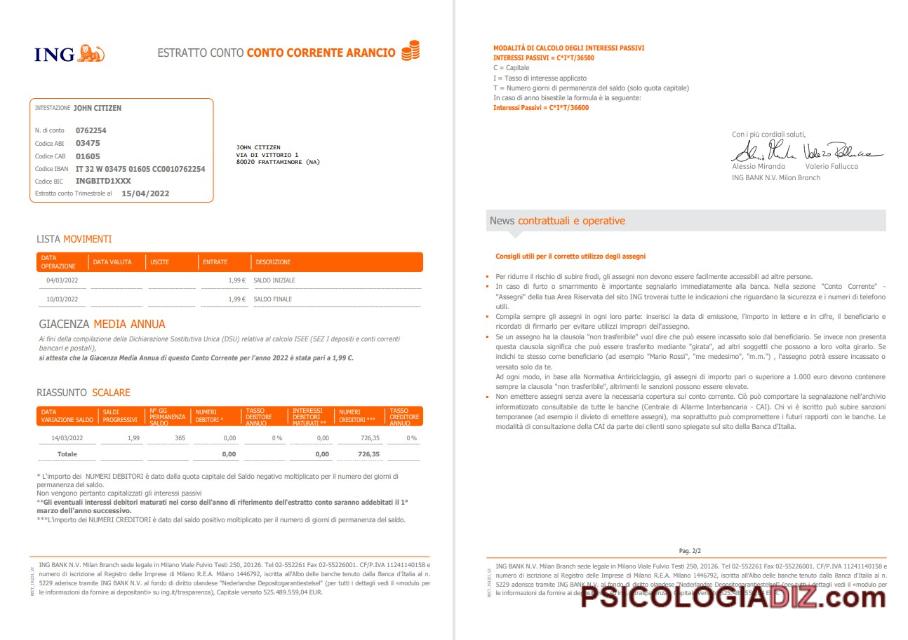 ING
ESTRATTO CONTO CONTO CORRENTE ARANCIO
INTESTAZIONE JOHN CITIZEN
N. di conto 0762254
Codice ABI 03475
Codice CAB 01605
Codice IBAN IT 32 W 03475 01605 CC0010762254
Codice BIC INGBITD1XXX
Estratto conto Trimestrale al 15/04/2022
JOHN CITIZEN
VIA DI VITTORIO 1
80020 FRATTAMINORE (NA)
LISTA MOVIMENTI
DATA OPERAZIONE DATA VALUTA USCITE ENTRATE DESCRIZIONE
04/03/2022 1,99 € SALDO INIZIALE
10/03/2022 1,99 € SALDO FINALE
GIACENZA MEDIA ANNUA
Ai fini della compilazione della Dichiarazione Sostitutiva Unica (DSU) relativa al calcolo ISEE (SEZ I depositi e conti correnti
bancari e postali),
si attesta che la Giacenza Media Annua di questo Conto Corrente per l'anno 2022 è stata pari a 1,99 €.
RIASSUNTO SCALARE
DATA VARIAZIONE SALDO SALDI PROGRESSIVI N° GG PERMANENZA SALDO NUMERI DEBITORI * TASSO DEBITORE ANNUO INTERESSI DEBITORI MATURATI ** NUMERI CREDITORI *** TASSO CREDITORE ANNUO
14/03/2022 1,99 365 0,00 0 % 0,00 726,35 0 %
Totale 0,00 0,00 726,35
* L'importo dei NUMERI DEBITORI è dato dalla quota capitale del Saldo negativo moltiplicato per il numero dei giorni di
permanenza del saldo.
Non vengono pertanto capitalizzati gli interessi passivi
**Gli eventuali interessi debitori maturati nel corso dell'anno di riferimento dell'estratto conto saranno addebitati il 1°
marzo dell'anno successivo.
***L'importo dei NUMERI CREDITORI è dato dal saldo positivo moltiplicato per il numero di giorni di permanenza del saldo.
ING BANK N.V. Milan Branch sede legale in Milano Viale Fulvio Testi 250, 20126. Tel 02-552261 Fax 02-55226001. CF/P.IVA 11241140158 e
numero di iscrizione al Registro delle Imprese di Milano R.E.A. Milano 1446792, iscritta all'Albo delle banche tenuto dalla Banca d'Italia al n.
5229 aderisce tramite ING BANK N.V. al fondo di diritto olandese "Nederlandse Depositogarantiestelsel" (per tutti i dettagli vedi il «modulo per
le informazioni da fornire ai depositanti» su ing.it/trasparenza), Capitale versato 525.489.559,04 EUR.
MODALITÀ DI CALCOLO DEGLI INTERESSI PASSIVI
INTERESSI PASSIVI = C*I*T/36500
C = Capitale
I = Tasso di interesse applicato
T = Numero giorni di permanenza del saldo (solo quota capitale)
In caso di anno bisestile la formula è la seguente:
Interessi Passivi = C*I*T/36600
Con i più cordiali saluti,
Alessio Miranda Valerio Fallucca
ING BANK N.V. Milan Branch
News contrattuali e operative
Consigli utili per il corretto utilizzo degli assegni
Per ridurre il rischio di subire frodi, gli assegni non devono essere facilmente accessibili ad altre persone.
In caso di furto o smarrimento è importante segnalarlo immediatamente alla banca. Nella sezione "Conto Corrente" -
"Assegni" della tua Area Riservata del sito ING troverai tutte le indicazioni che riguardano la sicurezza e i numeri di telefono
utili.
Compila sempre gli assegni in ogni loro parte: inserisci la data di emissione, l'importo in lettere e in cifre, il beneficiario e
ricordati di firmarlo per evitare utilizzi impropri dell'assegno.
Se un assegno ha la clausola "non trasferibile" vuol dire che può essere incassato solo dal beneficiario. Se invece non presenta
questa clausola significa che può essere trasferito mediante "girata", ad altri soggetti che possono a loro volta girarlo. Se
indichi te stesso come beneficiario (ad esempio "Mario Rossi", "me medesimo", "m.m.") , l'assegno potrà essere incassato o
versato solo da te.
Ad ogni modo, in base alla Normativa Antiriciclaggio, gli assegni di importo pari o superiore a 1.000 euro devono contenere
sempre la clausola "non trasferibile", altrimenti le sanzioni possono essere elevate.
Non emettere assegni senza avere la necessaria copertura sul conto corrente. Ciò può comportare la segnalazione nell'archivio
informatizzato consultabile da tutte le banche (Centrale di Allarme Interbancaria - CAI). Chi vi è iscritto può subire sanzioni
temporanee (ad esempio il divieto di emettere assegni), ma soprattutto può compromettere i futuri rapporti con le banche. Le
modalità di consultazione della CAI da parte dei clienti sono spiegate sul sito della Banca d'Italia.
Pag. 2/2
ING BANK N.V. Milan Branch sede legale in Milano Viale Fulvio Testi 250, 20126. Tel 02-552261 Fax 02-55226001. CF/P.IVA 11241140158 e
numero di iscrizione al Registro delle Imprese di Milano R.E.A. Milano 1446792, iscritta all'Albo delle banche tenuto dalla Banca d'Italia al n.
5229 aderisce tramite ING BANK N.V. al fondo di diritto olandese "Nederlandse Depositogarantiestelsel" (per tutti i dettagli vedi il «modulo per
le informazioni da fornire ai
PSICOLOGIADIZ.com